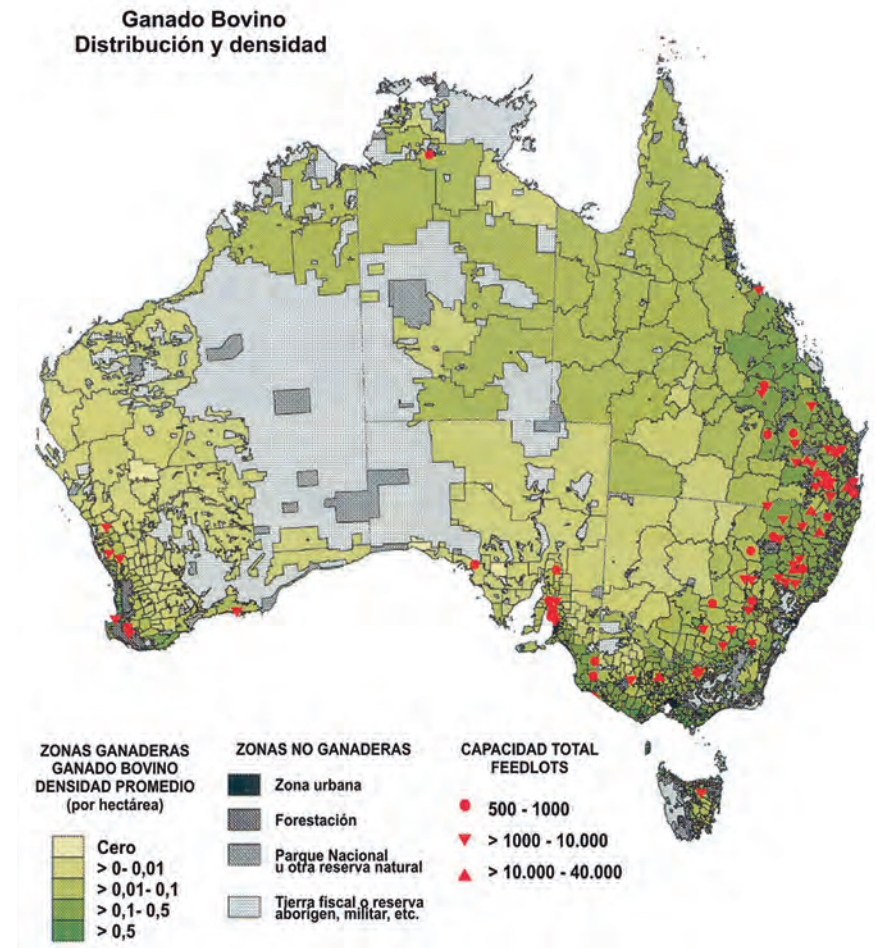 Ganado Bovino
Distribución y densidad
ZONAS GANADERAS
GANADO BOVINO
DENSIDAD PROMEDIO
(por hectárea)
Cero
> 0- 0,01
> 0,01- 0,1
> 0,1- 0,5
> 0,5
ZONAS NO GANADERAS
Zona urbana
Forestación
Parque Nacional
u otra reserva natural
Tierra fiscal o reserva
aborigen, militar, etc.
CAPACIDAD TOTAL
FEEDLOTS
500 - 1000
> 1000 - 10.000
> 10.000 - 40.000